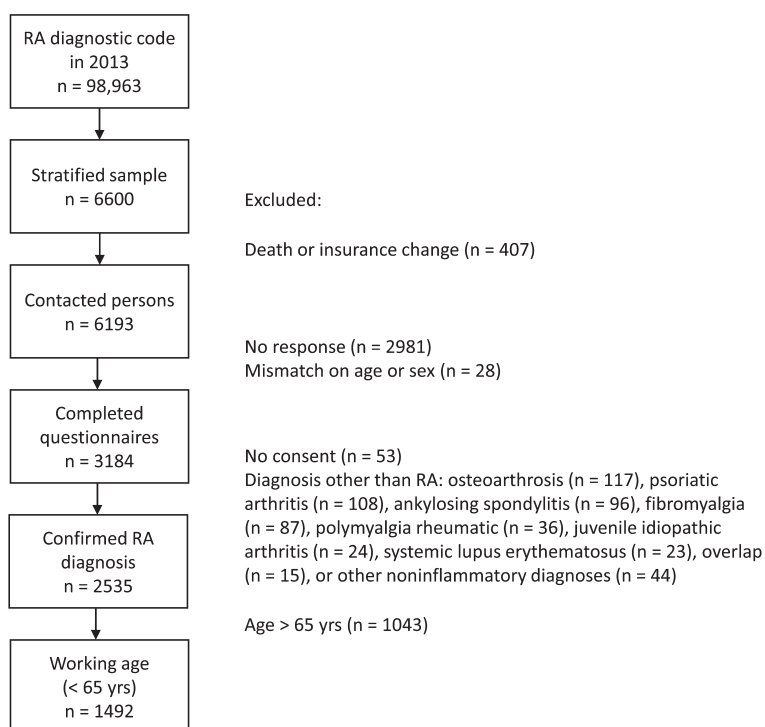 RA diagnostic code
in 2013
n = 98,963
Stratified sample
n = 6600
Excluded:
Death or insurance change (n = 407)
Contacted persons
n = 6193
No response (n = 2981)
Mismatch on age or sex (n = 28)
Completed
questionnaires
n = 3184
No consent (n = 53)
Diagnosis other than RA: osteoarthrosis (n = 117), psoriatic
arthritis (n = 108), ankylosing spondylitis (n = 96), fibromyalgia
(n = 87), polymyalgia rheumatic (n = 36), juvenile idiopathic
arthritis (n = 24), systemic lupus erythematosus (n = 23), overlap
(n = 15), or other noninflammatory diagnoses (n = 44)
Confirmed RA
diagnosis
n = 2535
Age > 65 yrs (n = 1043)
Working age
(< 65 yrs)
n = 1492